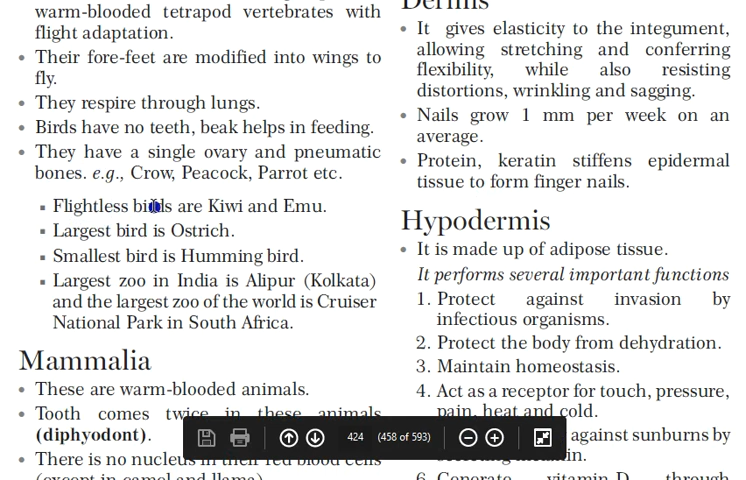 warm-blooded tetrapod vertebrates with
flight adaptation.
• Their fore-feet are modified into wings to
fly.
• They respire through lungs.
• Birds have no teeth, beak helps in feeding.
• They have a single ovary and pneumatic
bones. e.g., Crow, Peacock, Parrot etc.
▪ Flightless birds are Kiwi and Emu.
▪ Largest bird is Ostrich.
▪ Smallest bird is Humming bird.
▪ Largest zoo in India is Alipur (Kolkata)
and the largest zoo of the world is Cruiser
National Park in South Africa.
Mammalia
• These are warm-blooded animals.
• Tooth comes twice in these animals
(diphyodont).
• There is no nucleus in their red blood cells
(except in camel and llama)
Dermis
• It gives elasticity to the integument,
allowing stretching and conferring
flexibility, while also resisting
distortions, wrinkling and sagging.
• Nails grow 1 mm per week on an
average.
• Protein, keratin stiffens epidermal
tissue to form finger nails.
Hypodermis
• It is made up of adipose tissue.
It performs several important functions
1. Protect against invasion by
infectious organisms.
2. Protect the body from dehydration.
3. Maintain homeostasis.
4. Act as a receptor for touch, pressure,
pain, heat and cold.
against sunburns by
6. Generate vitamin-D through
424 (458 of 593)